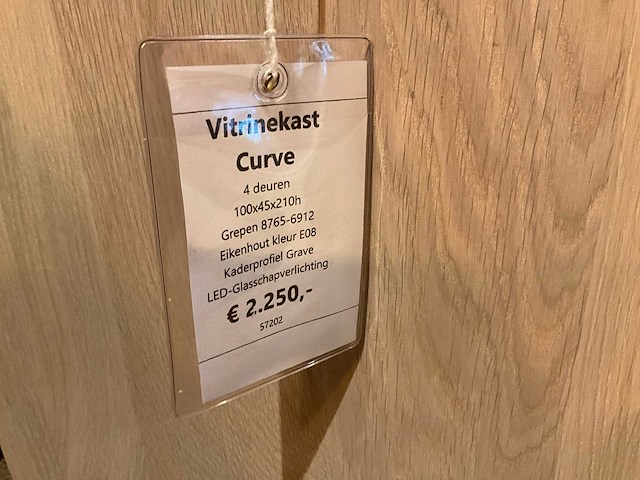 Vitrinekast
Curve
4 deuren
100x45x210h
Grepen 8765-6912
Eikenhout kleur E08
Kaderprofiel Grave
LED-Glasschapverlichting
€ 2.250,-
57202